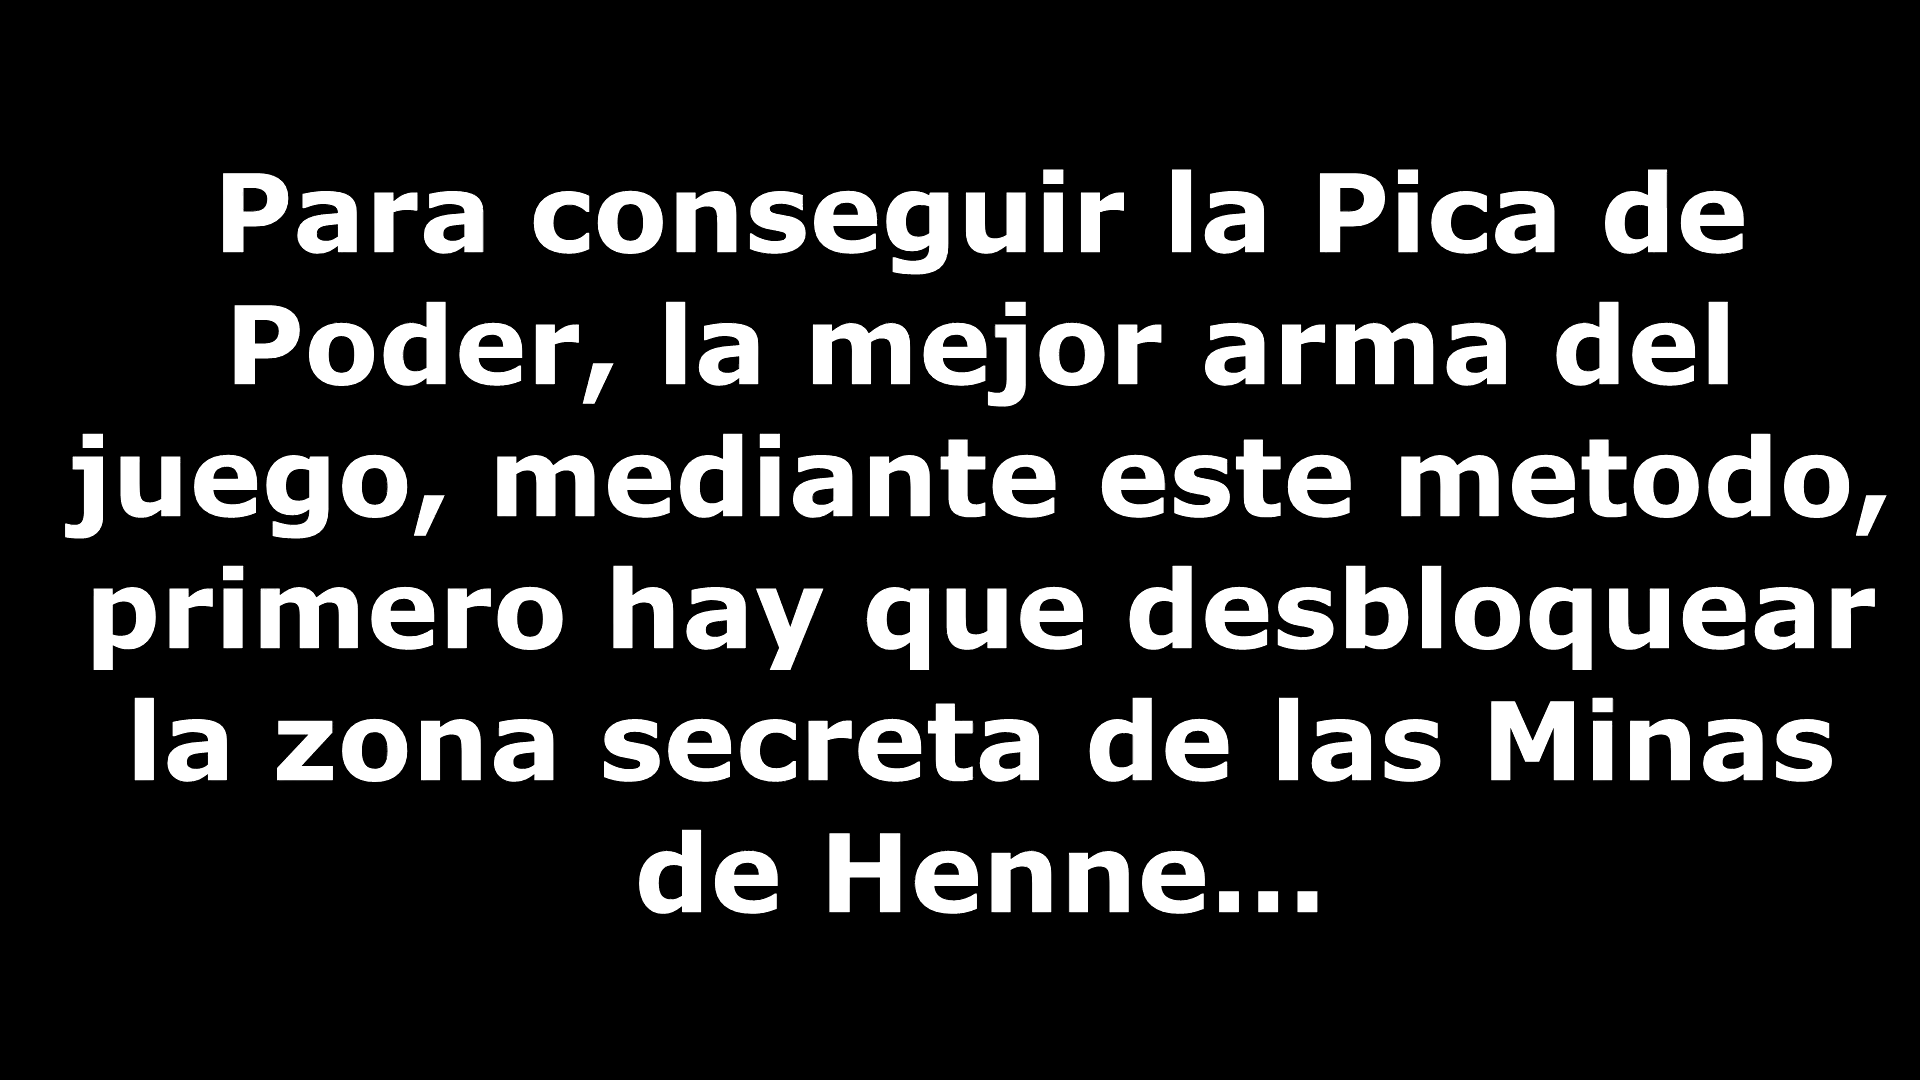 Para conseguir la Pica de
Poder, la mejor arma del
juego, mediante este metodo,
primero hay que desbloquear
la zona secreta de las Minas
de Henne...